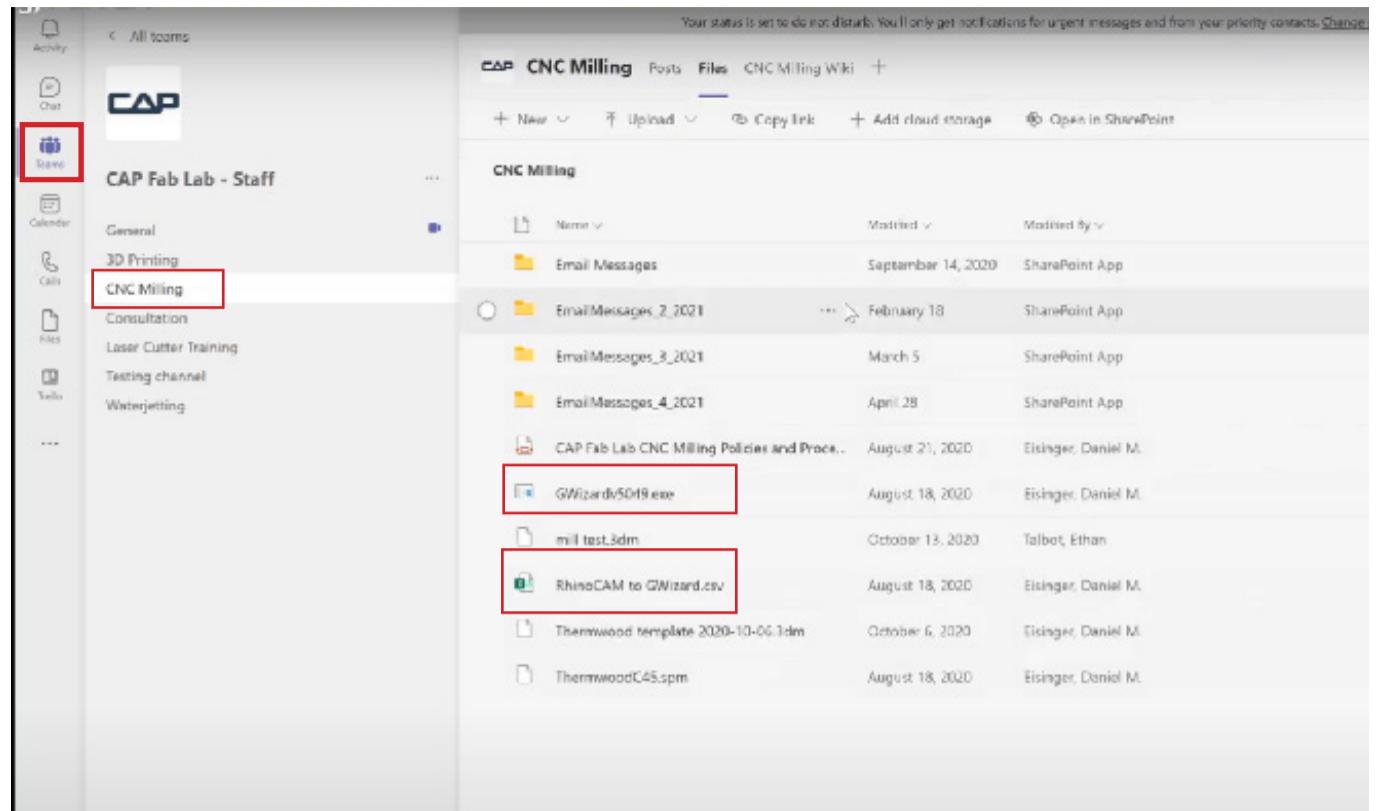 Your status is set to do not disturb. You'll only get notifications for urgent messages and from your priority contacts. Change
Activity
Chat
Teams
Calendar
Calls
Files
Trello
...
< All teams
CAP
CAP Fab Lab - Staff ...
General
3D Printing
CNC Milling
Consultation
Laser Cutter Training
Testing channel
Waterjetting
CAP CNC Milling Posts Files CNC Milling Wiki +
+ New Upload Copy link + Add cloud storage Open in SharePoint
CNC Milling
Name Modified Modified By
Email Messages September 14, 2020 SharePoint App
EmailMessages_2_2021 ... February 18 SharePoint App
EmailMessages_3_2021 March 5 SharePoint App
EmailMessages_4_2021 April 28 SharePoint App
CAP Fab Lab CNC Milling Policies and Proce... August 21, 2020 Eisinger, Daniel M.
GWizardv5049.exe August 18, 2020 Eisinger, Daniel M.
mill test.3dm October 13, 2020 Talbot, Ethan
RhinoCAM to GWizard.csv August 18, 2020 Eisinger, Daniel M.
Thermwood template 2020-10-06.3dm October 6, 2020 Eisinger, Daniel M.
ThermwoodC45.spm August 18, 2020 Eisinger, Daniel M.